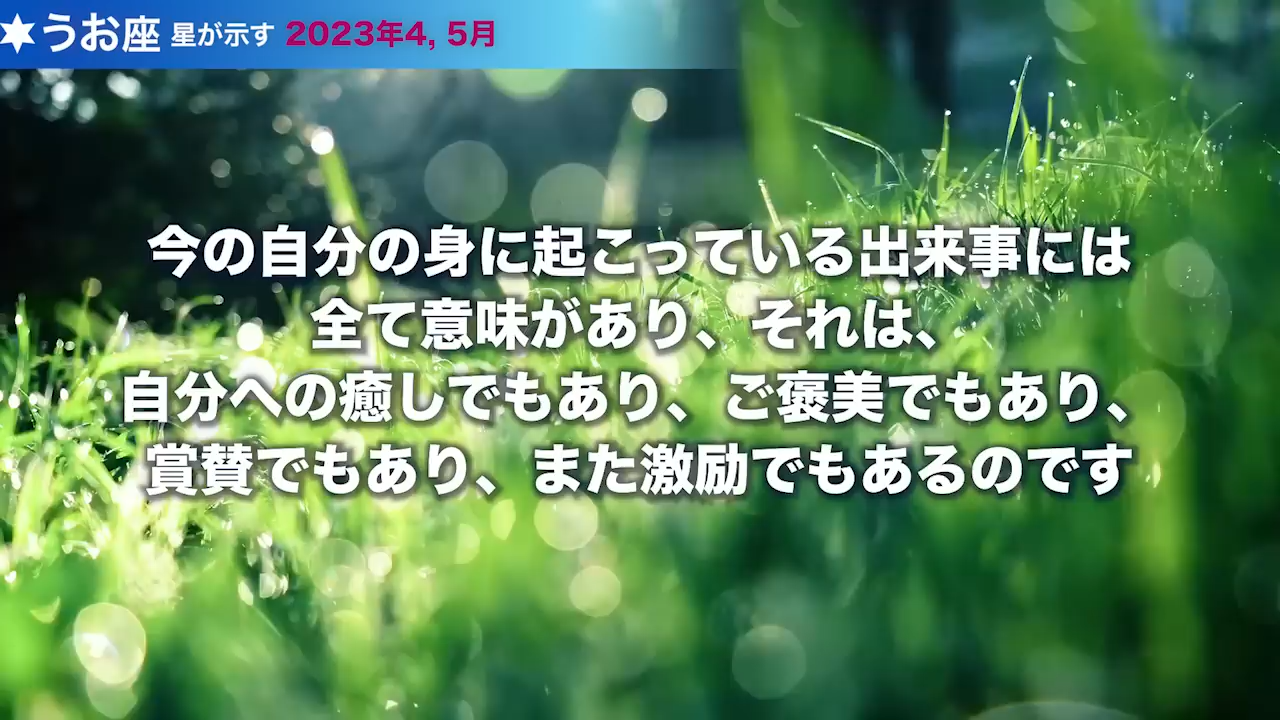 ★うお座 星が示す 2023年4, 5月
今の自分の身に起こっている出来事には
全て意味があり、それは、
自分への癒しでもあり、ご褒美でもあり、
賞賛でもあり、また激励でもあるのです